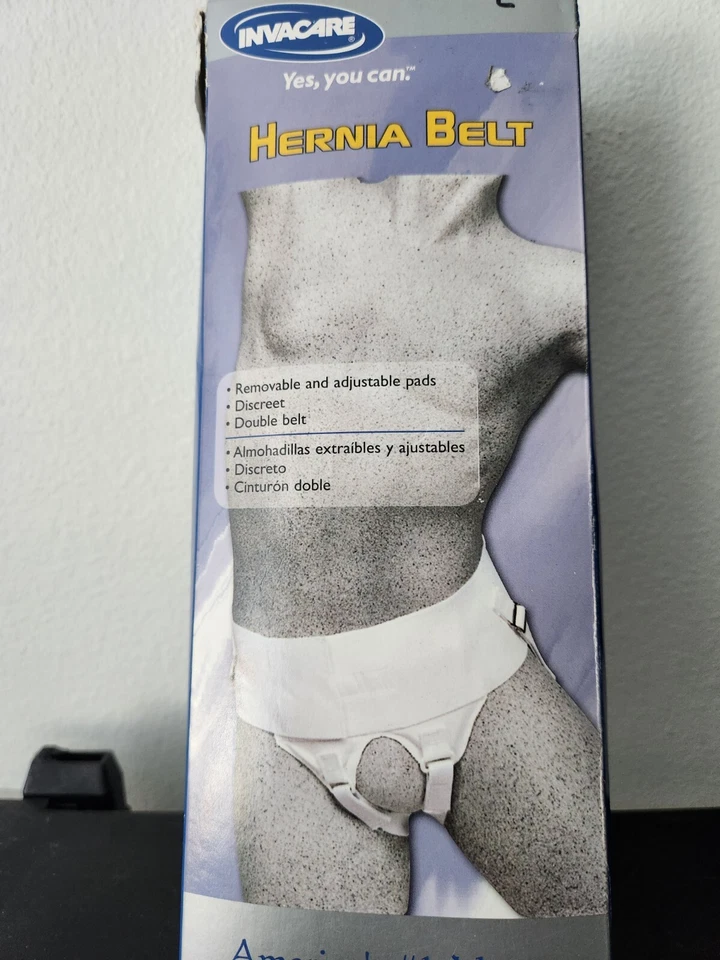 INVACARE®
Yes, you can.™
HERNIA BELT
• Removable and adjustable pads
• Discreet
• Double belt
• Almohadillas extraíbles y ajustables
• Discreto
• Cinturón doble